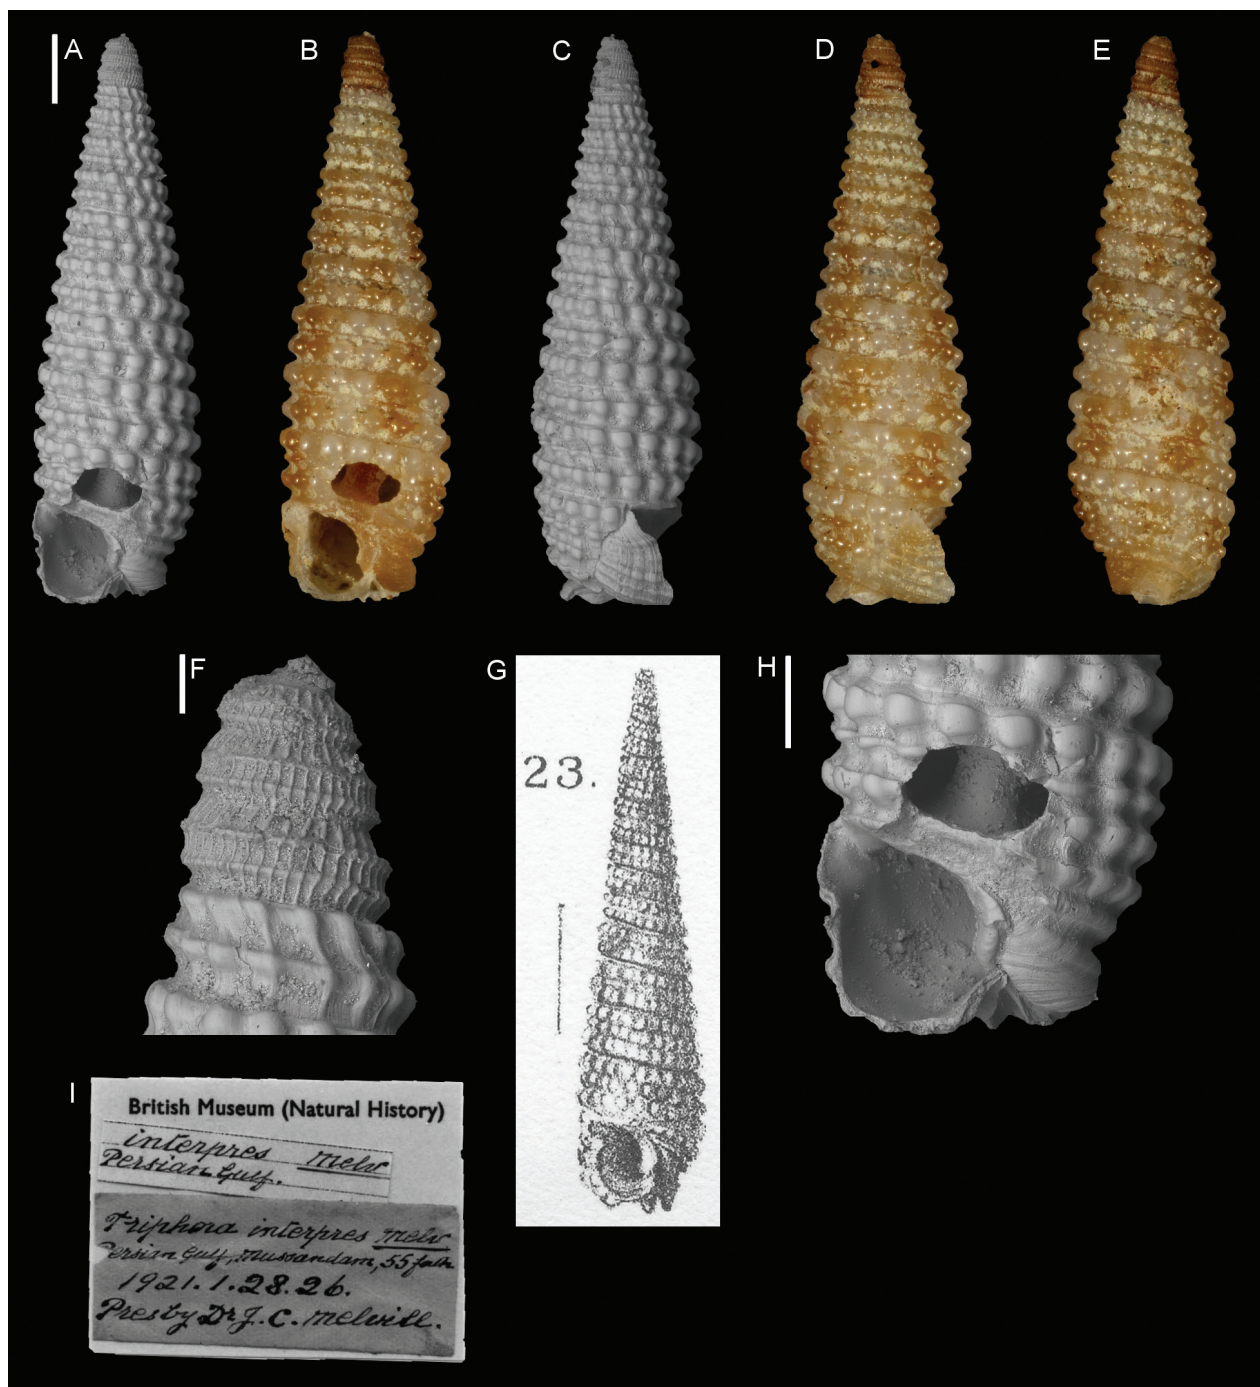 A
B
C
D
E
F
G
H
23.
I
British Museum (Natural History)
interpres melv
Persian Gulf.
Triphora interpres melv
Persian Gulf, Mussandam, 55 fath
1921.1.28.26.
Pres by Dr J. C. Melvill.